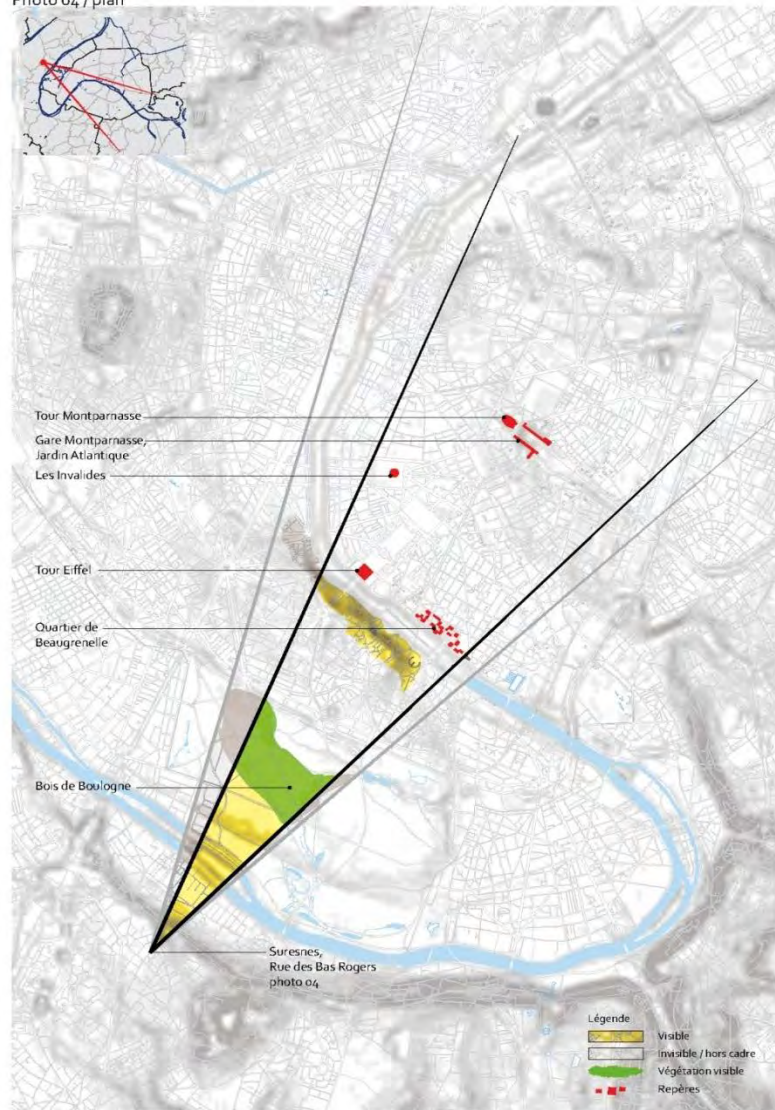 Photo 04 / plan
Tour Montparnasse
Gare Montparnasse,
Jardin Atlantique
Les Invalides
Tour Eiffel
Quartier de
Beaugrenelle
Bois de Boulogne
Suresnes,
Rue des Bas Rogers
photo 04
Légende
Visible
Invisible / hors cadre
Végétation visible
Repères